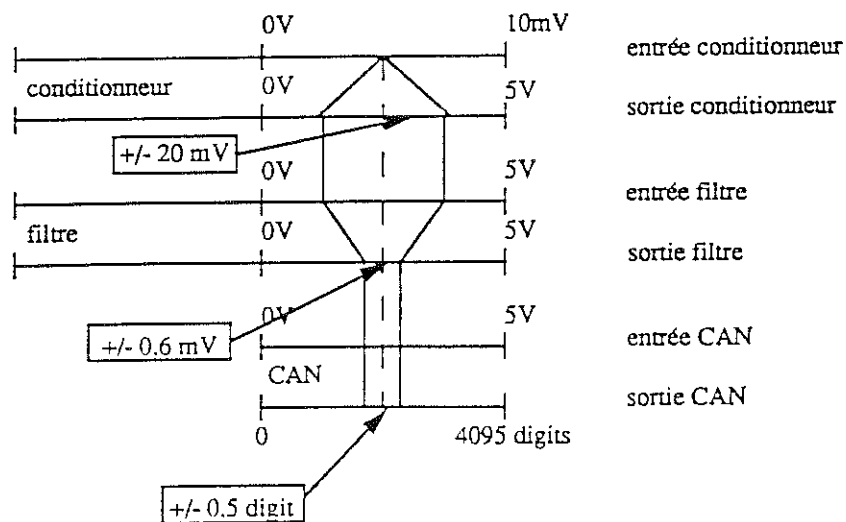 0V 10mV entrée conditionneur
conditionneur 0V 5V sortie conditionneur
+/- 20 mV
0V 5V entrée filtre
filtre 0V 5V sortie filtre
+/- 0.6 mV
0V 5V entrée CAN
CAN sortie CAN
0 4095 digits
+/- 0.5 digit